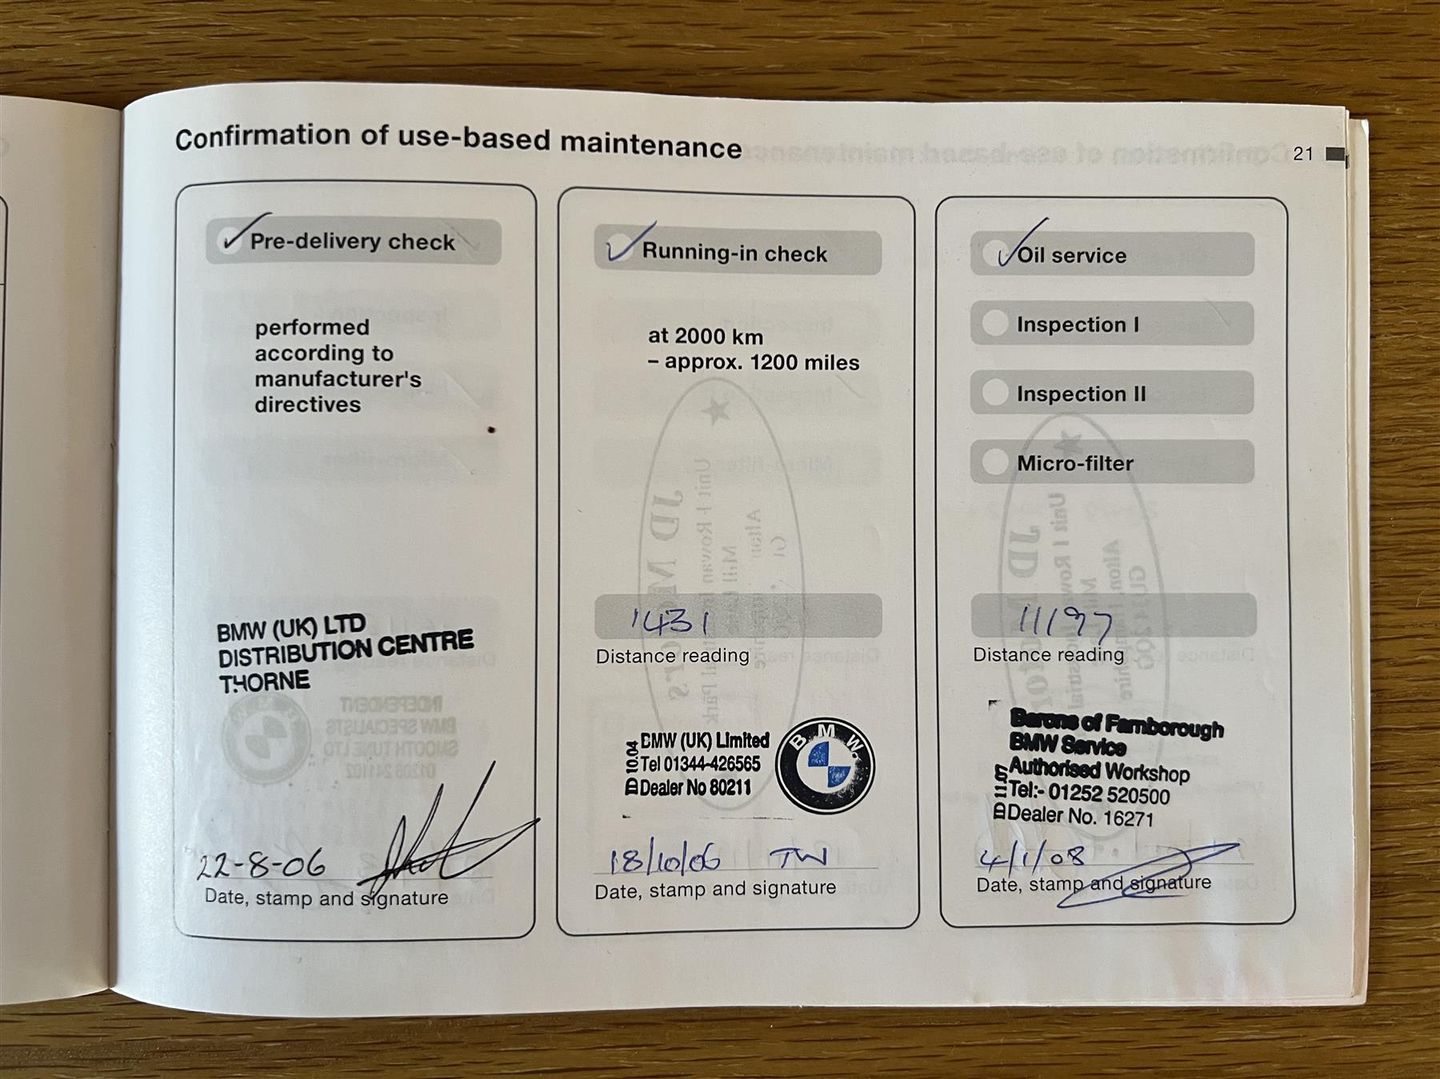 Confirmation of use-based maintenance
21
Pre-delivery check
performed
according to
manufacturer's
directives
BMW (UK) LTD
DISTRIBUTION CENTRE
THORNE
22-8-06
Date, stamp and signature
Running-in check
at 2000 km
– approx. 1200 miles
1431
Distance reading
BMW (UK) Limited
Tel 01344-426565
Dealer No 80211
BMW
18/10/06 TW
Date, stamp and signature
Oil service
Inspection I
Inspection II
Micro-filter
11197
Distance reading
Barons of Farnborough
BMW Service
Authorised Workshop
Tel:- 01252 520500
Dealer No. 16271
4/1/08
Date, stamp and signature